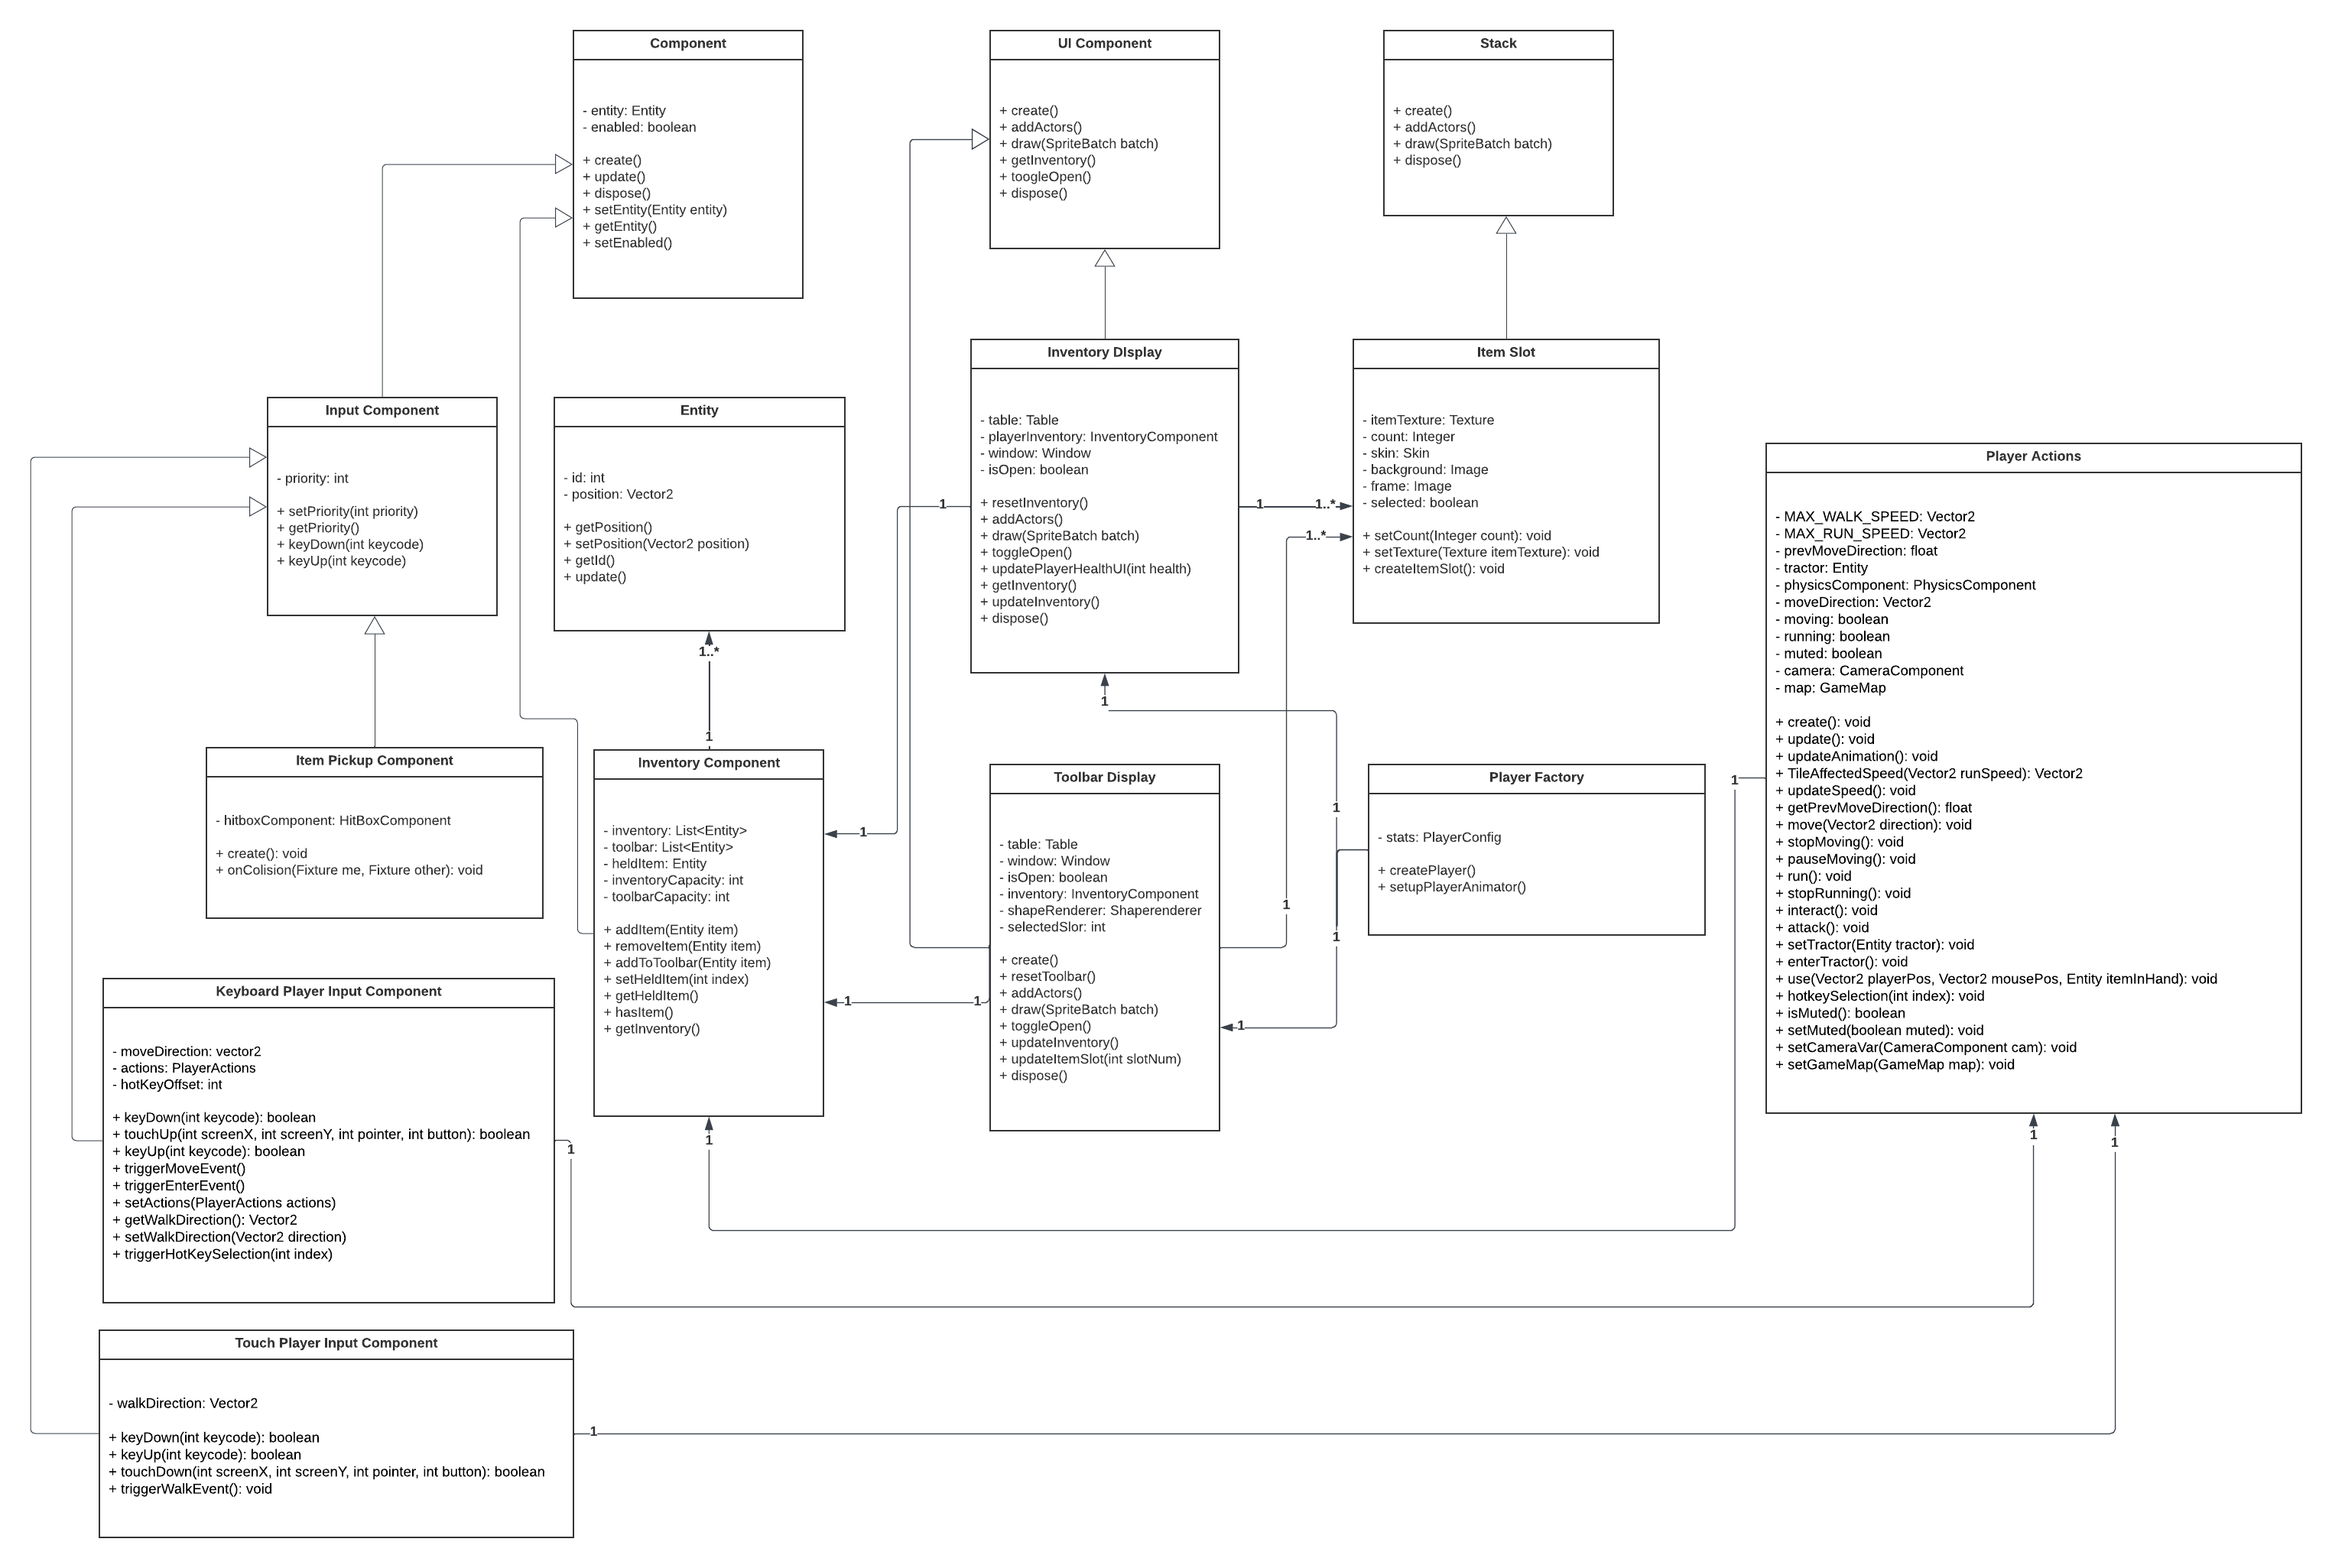 Component
- entity: Entity
- enabled: boolean
+ create()
+ update()
+ dispose()
+ setEntity(Entity entity)
+ getEntity()
+ setEnabled()
UI Component
+ create()
+ addActors()
+ draw(SpriteBatch batch)
+ getInventory()
+ toogleOpen()
+ dispose()
Stack
+ create()
+ addActors()
+ draw(SpriteBatch batch)
+ dispose()
Input Component
- priority: int
+ setPriority(int priority)
+ getPriority()
+ keyDown(int keycode)
+ keyUp(int keycode)
Entity
- id: int
- position: Vector2
+ getPosition()
+ setPosition(Vector2 position)
+ getId()
+ update()
1..*
1
Inventory DIsplay
- table: Table
- playerInventory: InventoryComponent
- window: Window
- isOpen: boolean
+ resetInventory()
+ addActors()
+ draw(SpriteBatch batch)
+ toggleOpen()
+ updatePlayerHealthUI(int health)
+ getInventory()
+ updateInventory()
+ dispose()
1
1
1
1..*
1..*
1
Item Slot
- itemTexture: Texture
- count: Integer
- skin: Skin
- background: Image
- frame: Image
- selected: boolean
+ setCount(Integer count): void
+ setTexture(Texture itemTexture): void
+ createItemSlot(): void
Player Actions
- MAX_WALK_SPEED: Vector2
- MAX_RUN_SPEED: Vector2
- prevMoveDirection: float
- tractor: Entity
- physicsComponent: PhysicsComponent
- moveDirection: Vector2
- moving: boolean
- running: boolean
- muted: boolean
- camera: CameraComponent
- map: GameMap
+ create(): void
+ update(): void
+ updateAnimation(): void
+ TileAffectedSpeed(Vector2 runSpeed): Vector2
+ updateSpeed(): void
+ getPrevMoveDirection(): float
+ move(Vector2 direction): void
+ stopMoving(): void
+ pauseMoving(): void
+ run(): void
+ stopRunning(): void
+ interact(): void
+ attack(): void
+ setTractor(Entity tractor): void
+ enterTractor(): void
+ use(Vector2 playerPos, Vector2 mousePos, Entity itemInHand): void
+ hotkeySelection(int index): void
+ isMuted(): boolean
+ setMuted(boolean muted): void
+ setCameraVar(CameraComponent cam): void
+ setGameMap(GameMap map): void
1
1
1
Item Pickup Component
- hitboxComponent: HitBoxComponent
+ create(): void
+ onColision(Fixture me, Fixture other): void
Inventory Component
- inventory: List<Entity>
- toolbar: List<Entity>
- heldItem: Entity
- inventoryCapacity: int
- toolbarCapacity: int
+ addItem(Entity item)
+ removeItem(Entity item)
+ addToToolbar(Entity item)
+ setHeldItem(int index)
+ getHeldItem()
+ hasItem()
+ getInventory()
1
1
1
Toolbar Display
- table: Table
- window: Window
- isOpen: boolean
- inventory: InventoryComponent
- shapeRenderer: Shaperenderer
- selectedSlor: int
+ create()
+ resetToolbar()
+ addActors()
+ draw(SpriteBatch batch)
+ toggleOpen()
+ updateInventory()
+ updateItemSlot(int slotNum)
+ dispose()
1
1
1
1
Player Factory
- stats: PlayerConfig
+ createPlayer()
+ setupPlayerAnimator()
Keyboard Player Input Component
- moveDirection: vector2
- actions: PlayerActions
- hotKeyOffset: int
+ keyDown(int keycode): boolean
+ touchUp(int screenX, int screenY, int pointer, int button): boolean
+ keyUp(int keycode): boolean
+ triggerMoveEvent()
+ triggerEnterEvent()
+ setActions(PlayerActions actions)
+ getWalkDirection(): Vector2
+ setWalkDirection(Vector2 direction)
+ triggerHotKeySelection(int index)
1
Touch Player Input Component
- walkDirection: Vector2
+ keyDown(int keycode): boolean
+ keyUp(int keycode): boolean
+ touchDown(int screenX, int screenY, int pointer, int button): boolean
+ triggerWalkEvent(): void
1